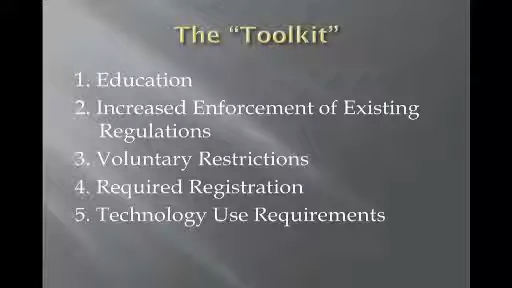 The “Toolkit”
1. Education
2. Increased Enforcement of Existing
Regulations
3. Voluntary Restrictions
4. Required Registration
5. Technology Use Requirements